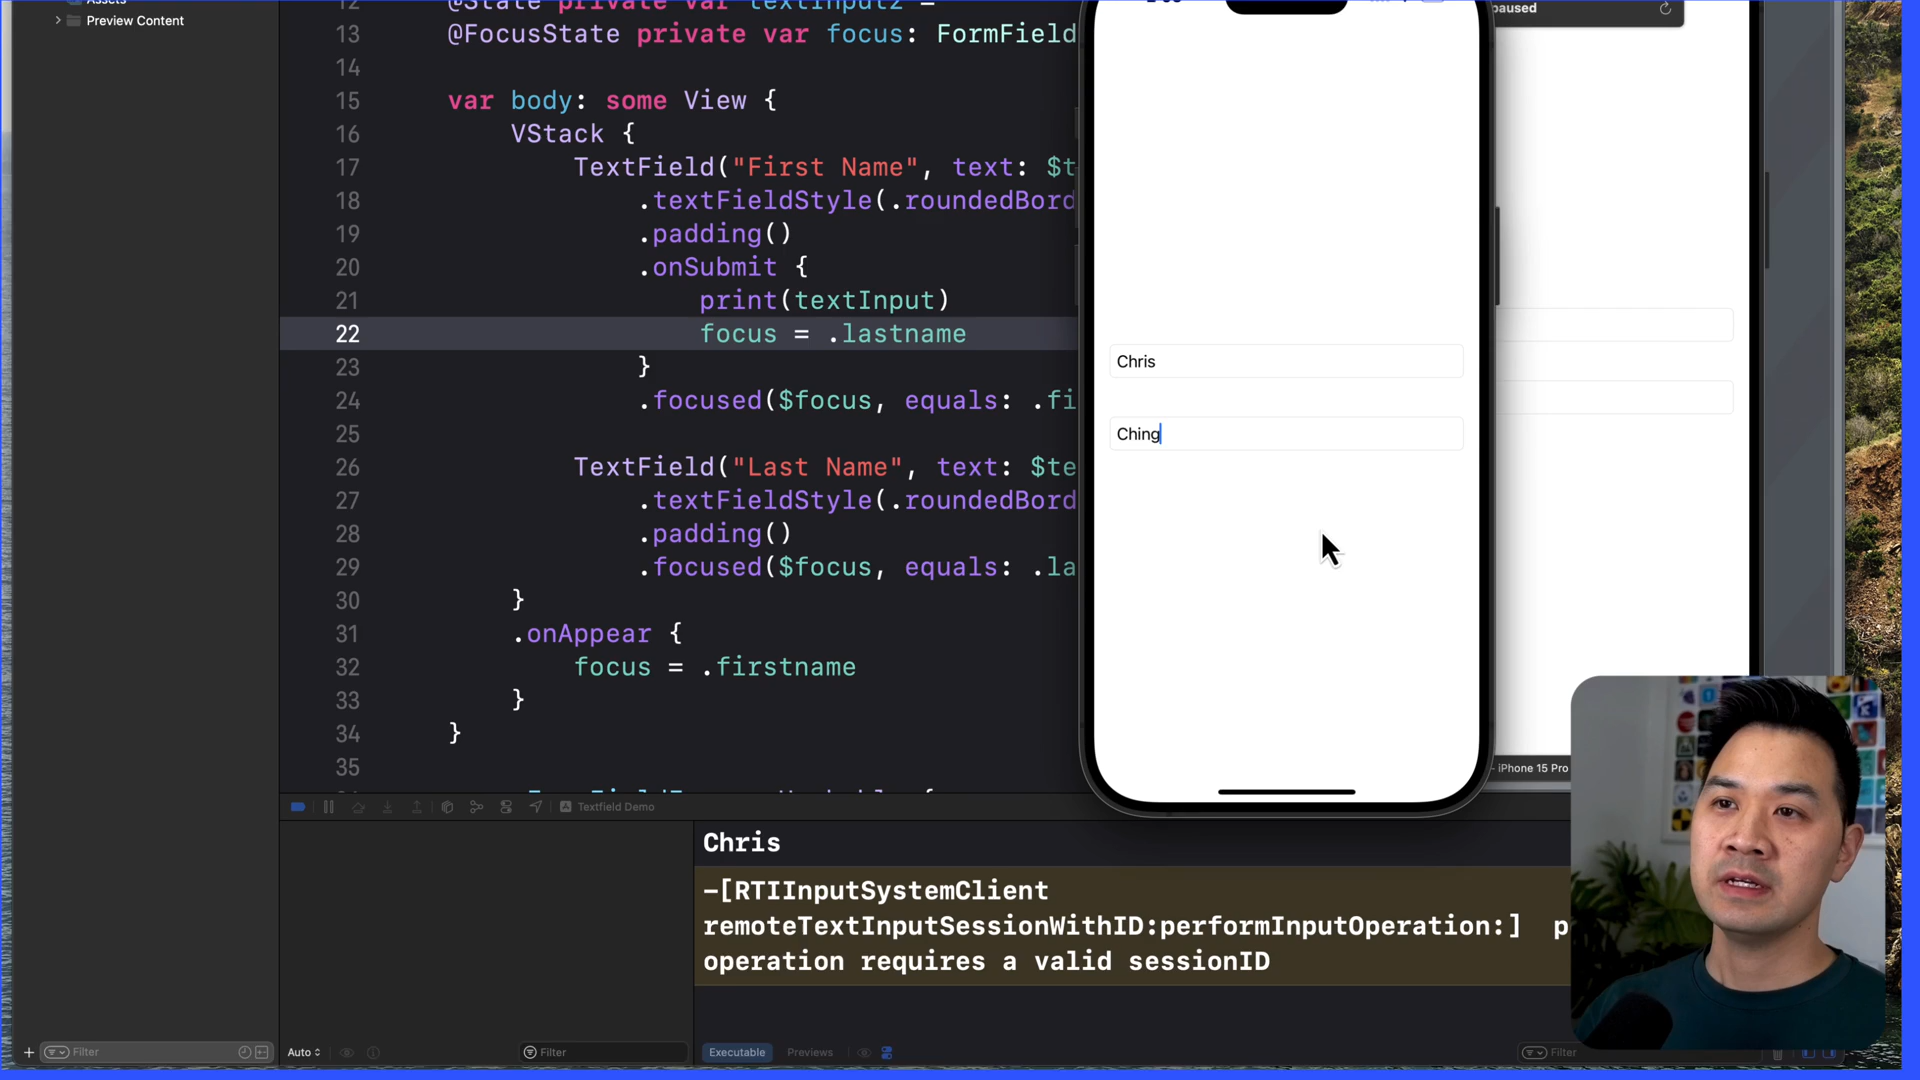 Preview Content
13 @FocusState private var focus: FormField
14
15 var body: some View {
16 VStack {
17 TextField("First Name", text: $t
18 .textFieldStyle(.roundedBord
19 .padding()
20 .onSubmit {
21 print(textInput)
22 focus = .lastname
23 }
24 .focused($focus, equals: .fi
25
26 TextField("Last Name", text: $te
27 .textFieldStyle(.roundedBord
28 .padding()
29 .focused($focus, equals: .la
30 }
31 .onAppear {
32 focus = .firstname
33 }
34 }
35
Chris
Ching
paused
- iPhone 15 Pro
Textfield Demo
Chris
-[RTIInputSystemClient
remoteTextInputSessionWithID:performInputOperation:] p
operation requires a valid sessionID
Filter
Auto
Filter
Executable
Previews
Filter